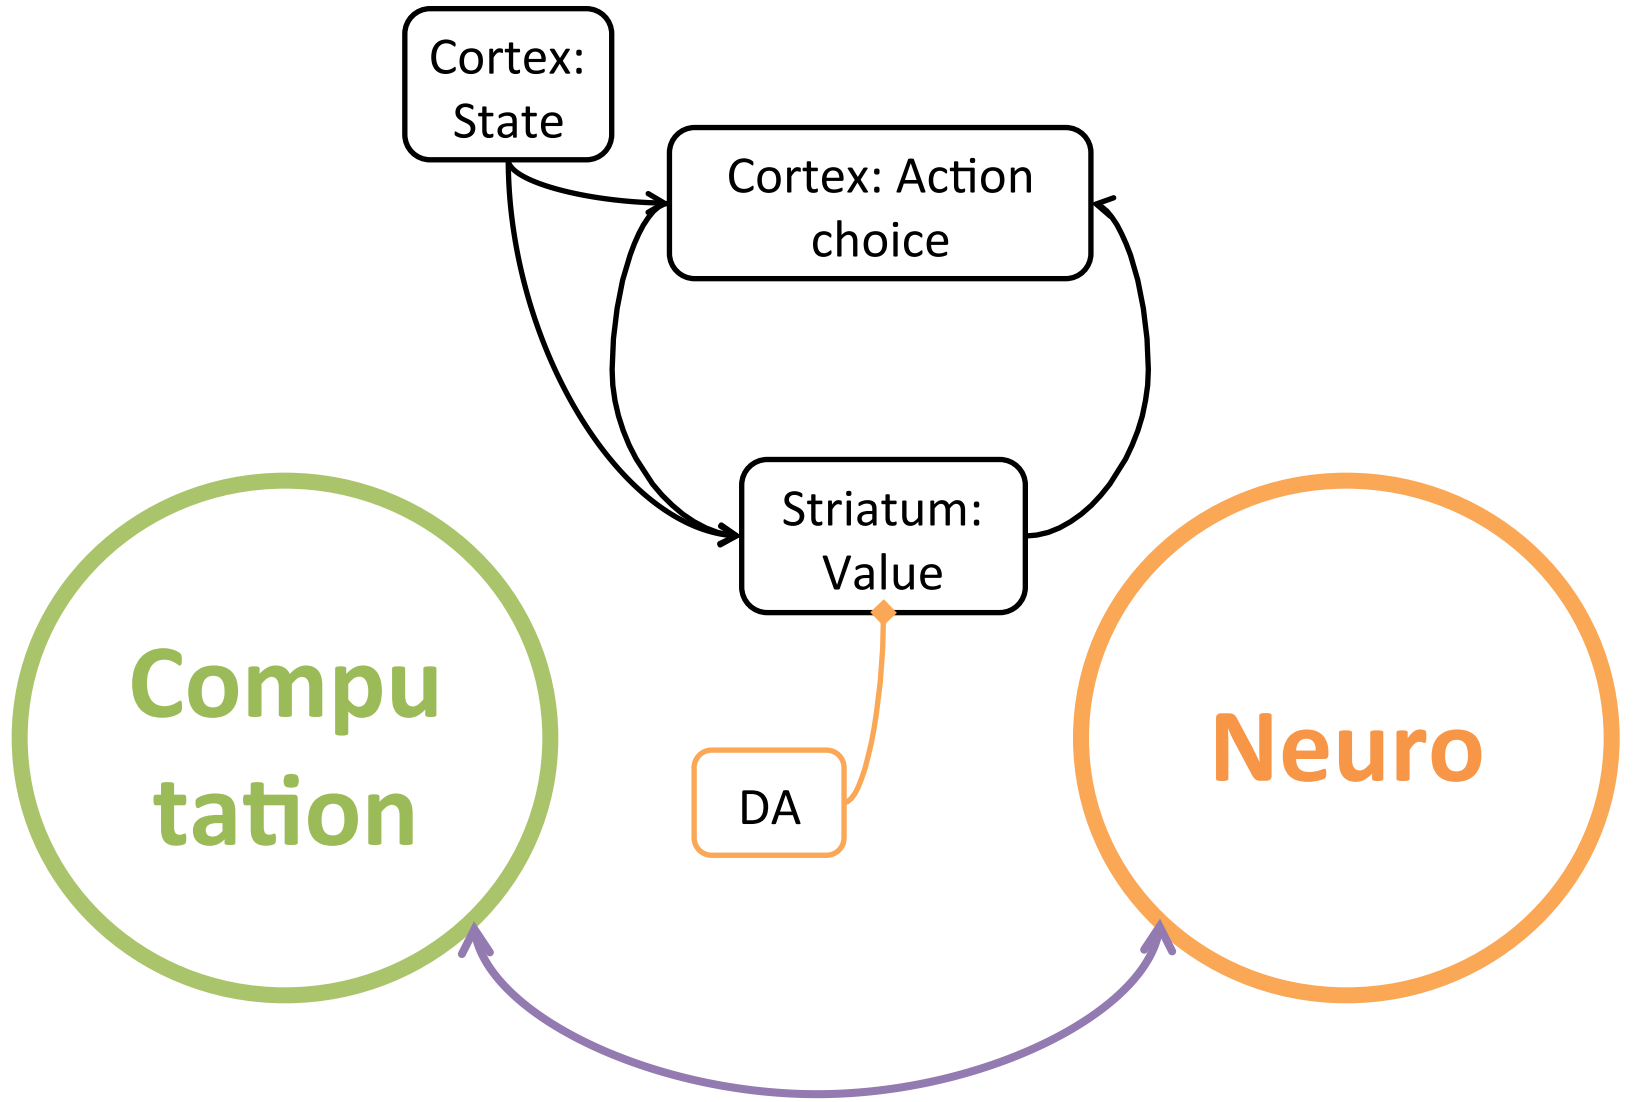 Cortex:
State
Cortex: Action
choice
Striatum:
Value
Compu
tation
Neuro
DA